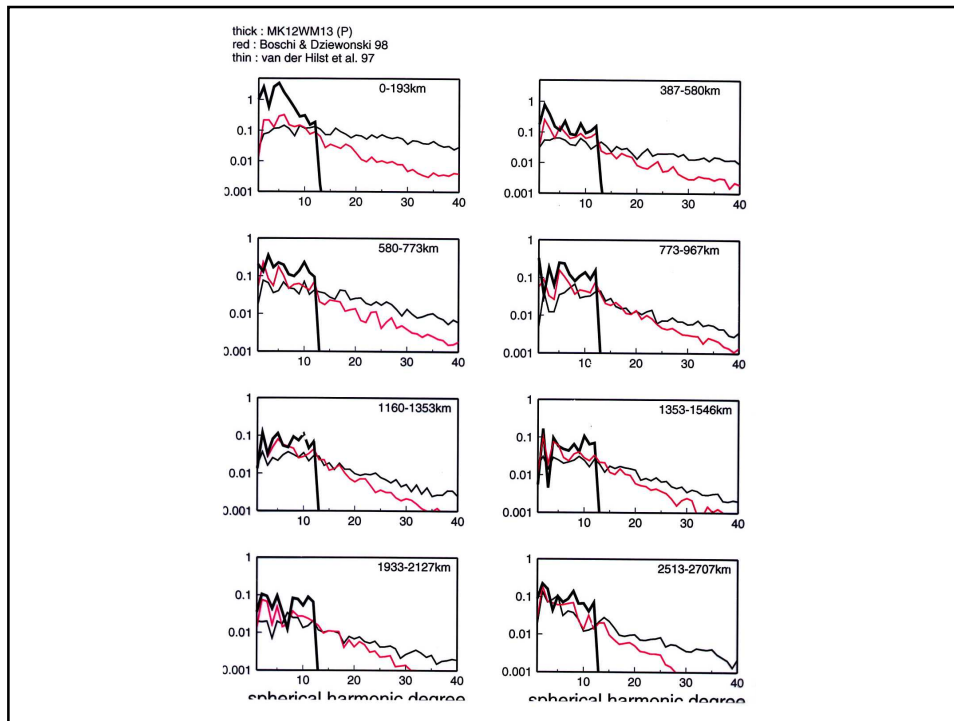 thick : MK12WM13 (P)
red : Boschi & Dziewonski 98
thin : van der Hilst et al. 97
0-193km
1
0.1
0.01
0.001
10 20 30 40
387-580km
1
0.1
0.01
0.001
10 20 30 40
580-773km
1
0.1
0.01
0.001
10 20 30 40
773-967km
1
0.1
0.01
0.001
10 20 30 40
1160-1353km
1
0.1
0.01
0.001
10 20 30 40
1353-1546km
1
0.1
0.01
0.001
10 20 30 40
1933-2127km
1
0.1
0.01
0.001
10 20 30 40
spherical harmonic degree
2513-2707km
1
0.1
0.01
0.001
10 20 30 40
spherical harmonic degree